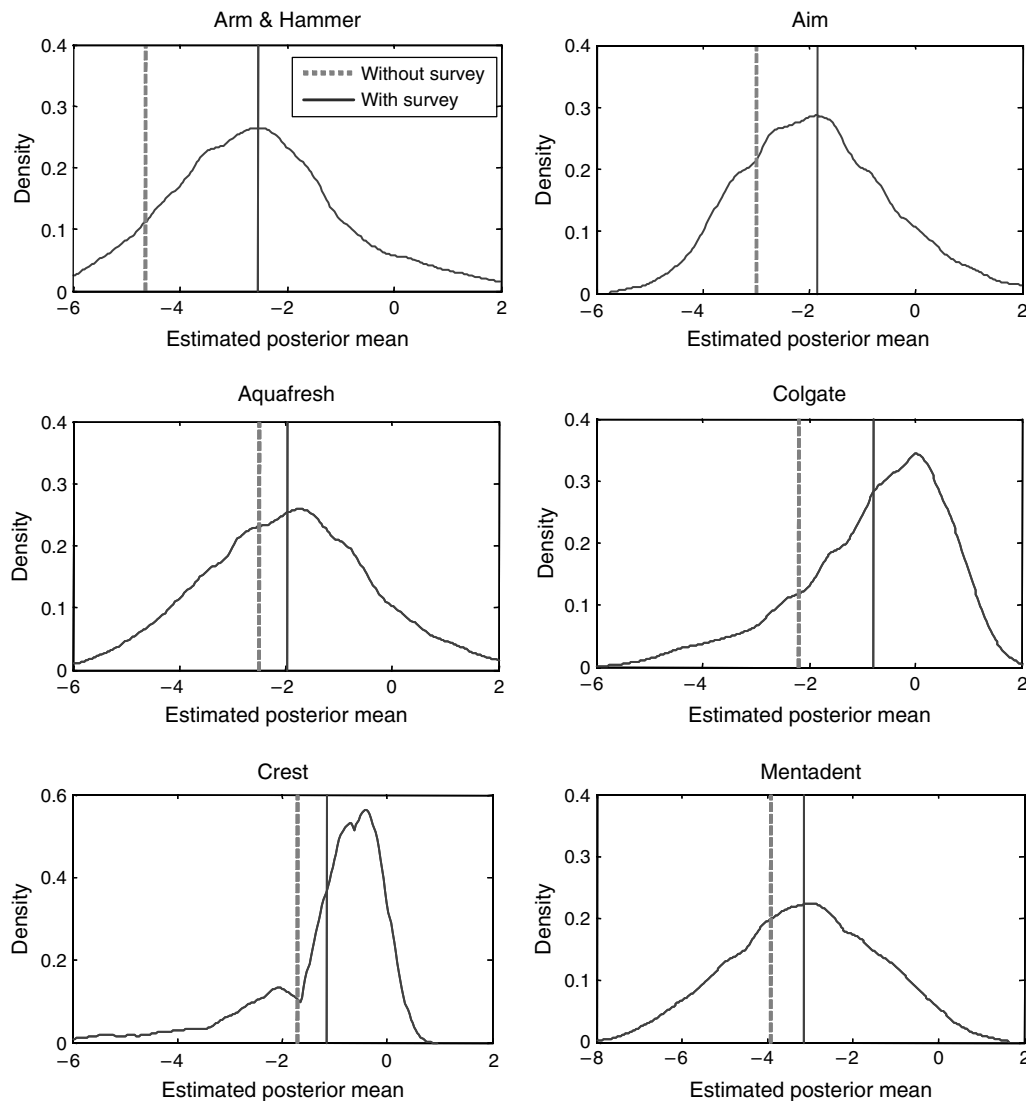 Arm & Hammer
0.4
0.3
0.2
0.1
0
Density
Without survey
With survey
−6 −4 −2 0 2
Estimated posterior mean
Aim
0.4
0.3
0.2
0.1
0
Density
−6 −4 −2 0 2
Estimated posterior mean
Aquafresh
0.4
0.3
0.2
0.1
0
Density
−6 −4 −2 0 2
Estimated posterior mean
Colgate
0.4
0.3
0.2
0.1
0
Density
−6 −4 −2 0 2
Estimated posterior mean
Crest
0.6
0.4
0.2
0
Density
−6 −4 −2 0 2
Estimated posterior mean
Mentadent
0.4
0.3
0.2
0.1
0
Density
−8 −6 −4 −2 0 2
Estimated posterior mean